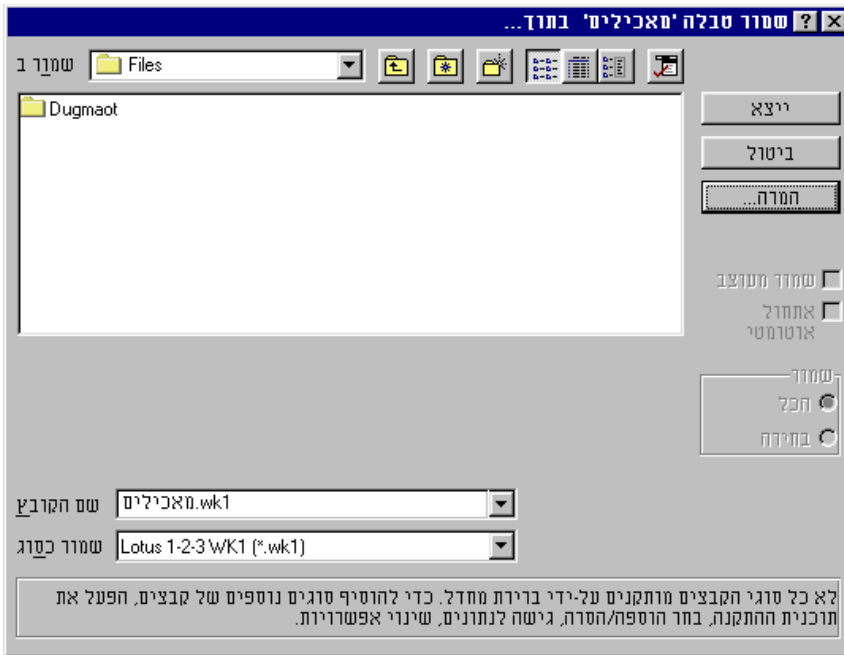 שמור טבלה 'מאכילים' בתוך...
שמור ב
Files
Dugmaot
ייצא
ביטול
המרה...
שמור מעוצב
אתחול
אוטומטי
שמור
הכל
בחירה
שם הקובץ
מאכילים.wk1
שמור כסוג
Lotus 1-2-3 WK1 (*.wk1)
לא כל סוגי הקבצים מותקנים על-ידי ברירת מחדל. כדי להוסיף סוגים נוספים של קבצים, הפעל את
תוכנית ההתקנה, בחר הוספה/הסרה, גישה לנתונים, שינוי אפשרויות.